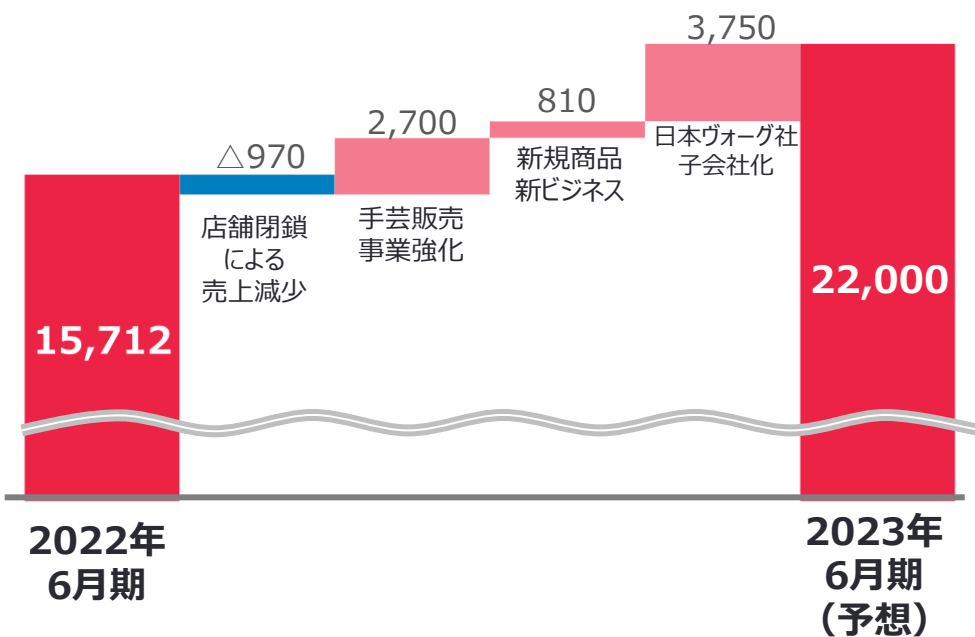 3,750
810
2,700
△970
日本ヴォーグ社
子会社化
新規商品
新ビジネス
手芸販売
事業強化
店舗閉鎖
による
売上減少
22,000
15,712
2022年
6月期
2023年
6月期
(予想)